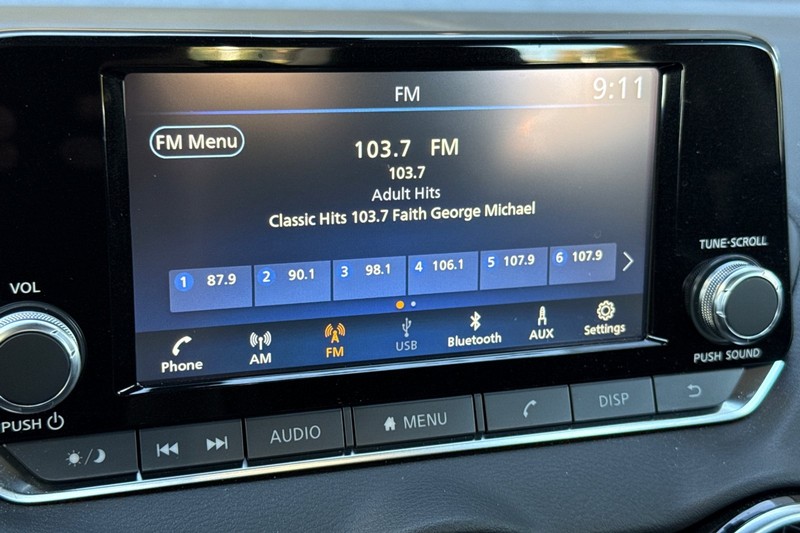 FM 9:11
FM Menu
103.7 FM
103.7
Adult Hits
Classic Hits 103.7 Faith George Michael
1 87.9 2 90.1 3 98.1 4 106.1 5 107.9 6 107.9
Phone AM FM USB Bluetooth AUX Settings
VOL
PUSH
TUNE·SCROLL
PUSH SOUND
AUDIO MENU DISP